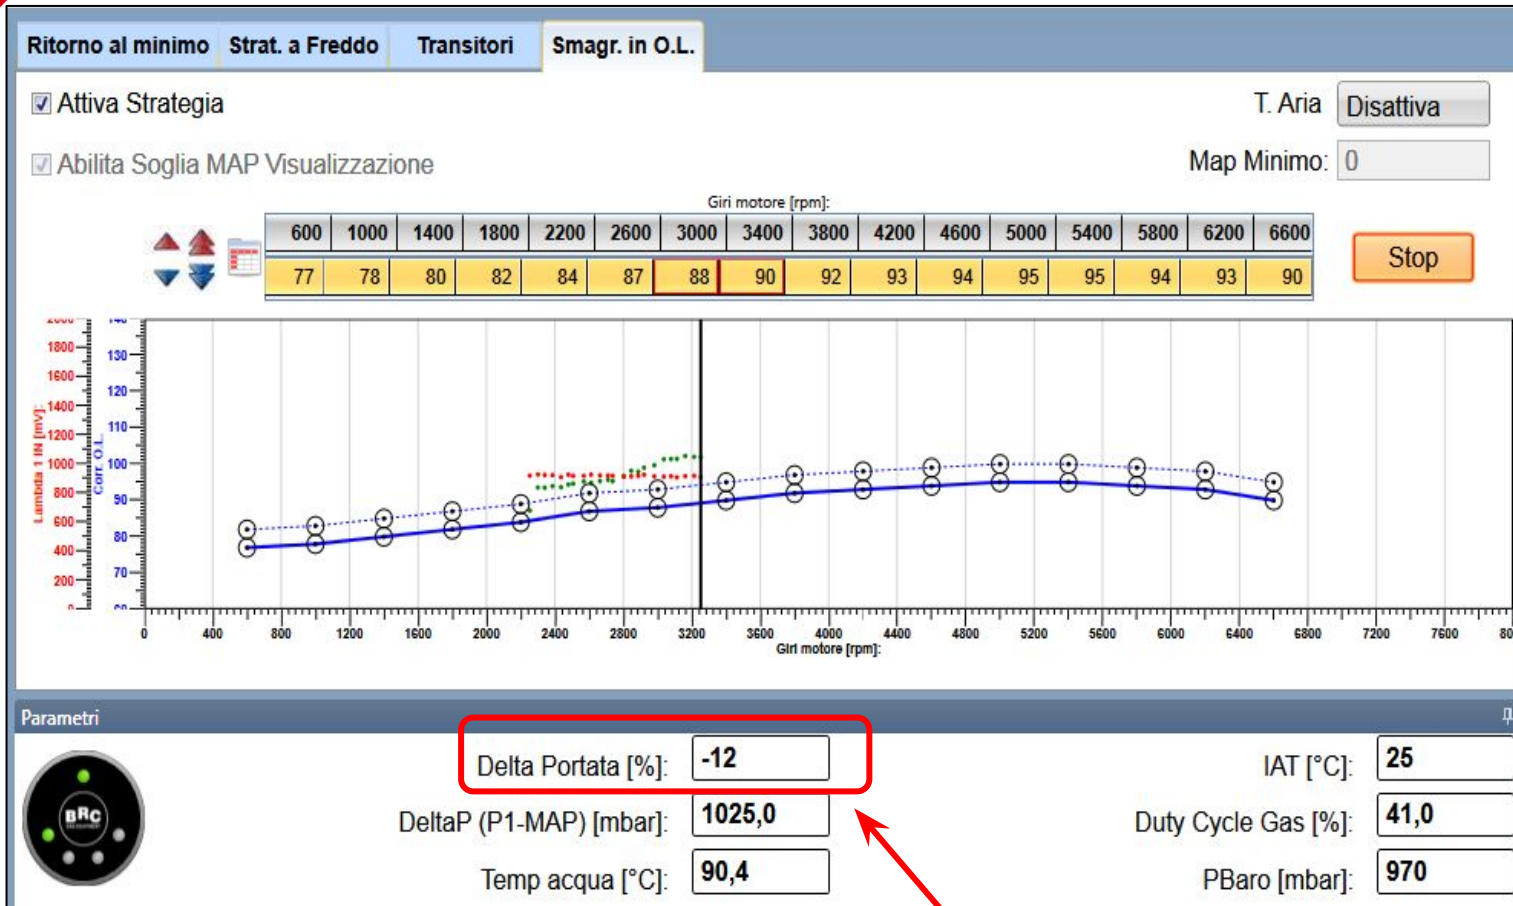 Ritorno al minimo Strat. a Freddo Transitori Smagr. in O.L.
Attiva Strategia
T. Aria Disattiva
Abilita Soglia MAP Visualizzazione
Map Minimo: 0
Giri motore [rpm]:
600 1000 1400 1800 2200 2600 3000 3400 3800 4200 4600 5000 5400 5800 6200 6600
77 78 80 82 84 87 88 90 92 93 94 95 95 94 93 90
Stop
Lambda 1 IN [mV]:
2000
1800
1600
1400
1200
1000
800
600
400
200
0
Corr. O.L.
140
130
120
110
100
90
80
70
60
0 400 800 1200 1600 2000 2400 2800 3200 3600 4000 4400 4800 5200 5600 6000 6400 6800 7200 7600 80
Giri motore [rpm]:
Parametri
BRC
Delta Portata [%]: -12
IAT [°C]: 25
DeltaP (P1-MAP) [mbar]: 1025,0
Duty Cycle Gas [%]: 41,0
Temp acqua [°C]: 90,4
PBaro [mbar]: 970